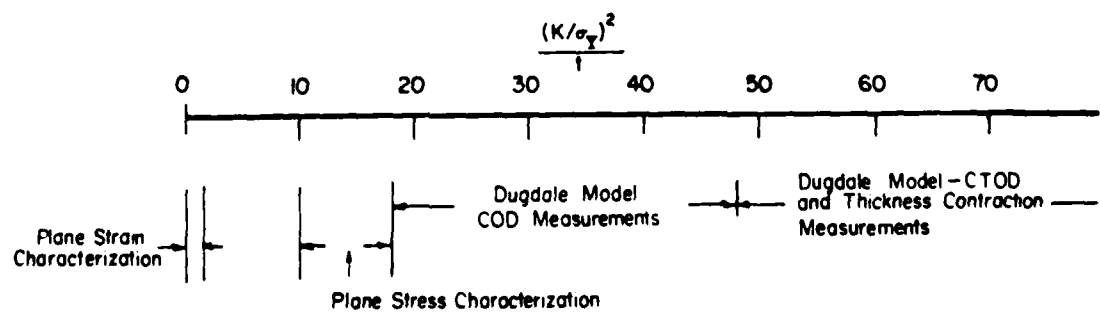 (K/σ_Y)²
0 10 20 30 40 50 60 70
Dugdale Model
COD Measurements
Dugdale Model-CTOD
and Thickness Contraction
Measurements
Plane Strain
Characterization
Plane Stress Characterization